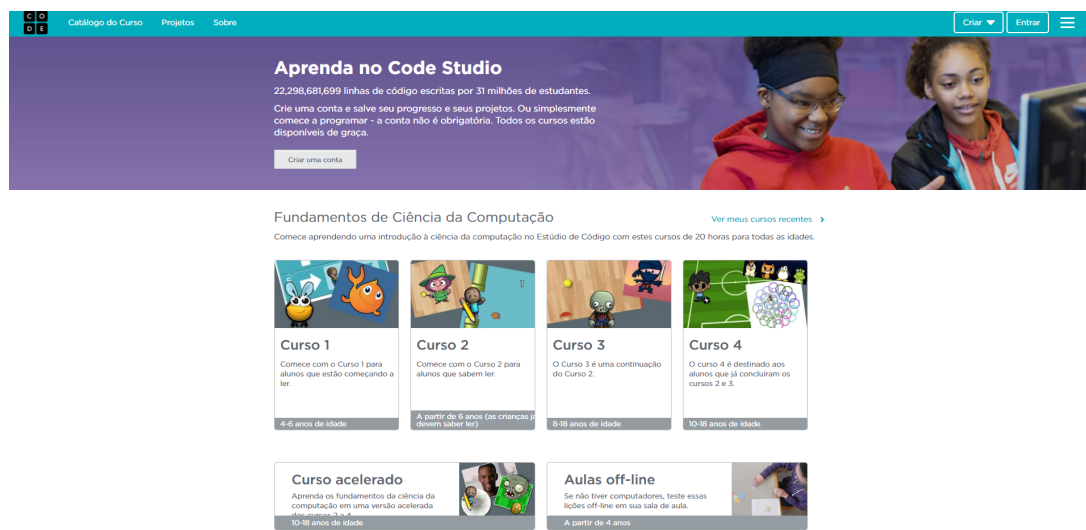 C O
D E
Catálogo do Curso Projetos Sobre Criar Entrar
Aprenda no Code Studio
22,298,681,699 linhas de código escritas por 31 milhões de estudantes.
Crie uma conta e salve seu progresso e seus projetos. Ou simplesmente
comece a programar - a conta não é obrigatória. Todos os cursos estão
disponíveis de graça.
Criar uma conta
Fundamentos de Ciência da Computação
Ver meus cursos recentes
Comece aprendendo uma introdução à ciência da computação no Estúdio de Código com estes cursos de 20 horas para todas as idades.
Curso 1
Comece com o Curso 1 para
alunos que estão começando a
ler.
4-6 anos de idade
Curso 2
Comece com o Curso 2 para
alunos que sabem ler.
A partir de 6 anos (as crianças já
devem saber ler)
Curso 3
O Curso 3 é uma continuação
do Curso 2.
8-18 anos de idade
Curso 4
O curso 4 é destinado aos
alunos que já concluíram os
cursos 2 e 3.
10-18 anos de idade
Curso acelerado
Aprenda os fundamentos da ciência da
computação em uma versão acelerada
dos cursos 2 a 4
10-18 anos de idade
Aulas off-line
Se não tiver computadores, teste essas
lições off-line em sua sala de aula.
A partir de 4 anos